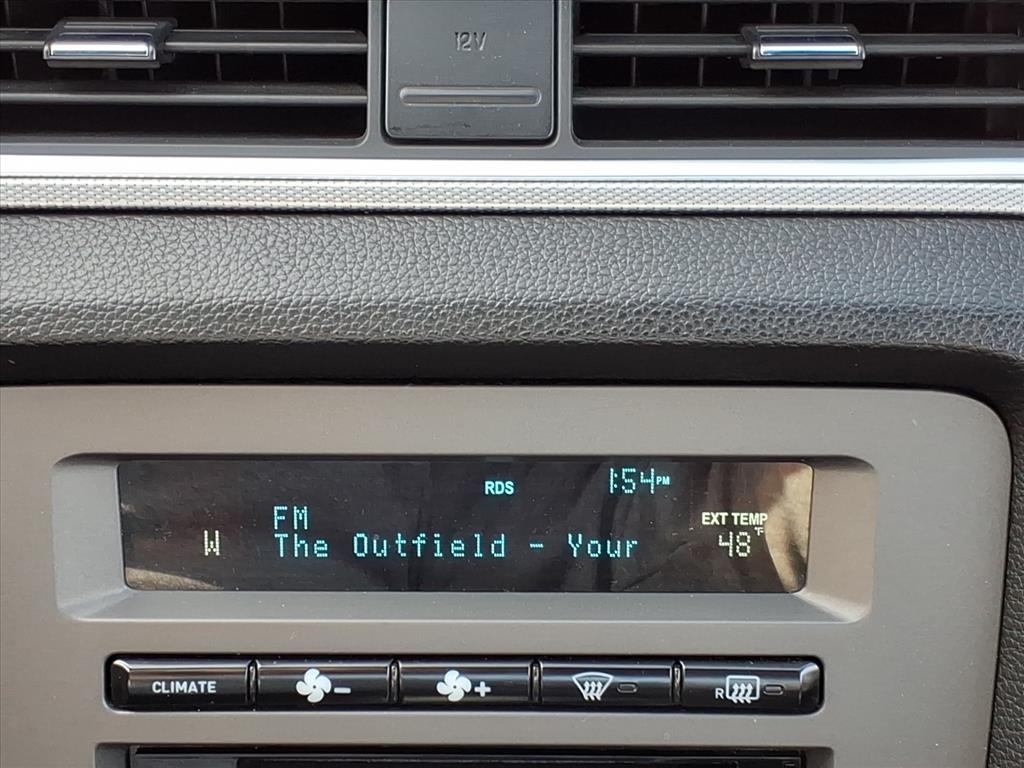 12V
RDS
1:54 PM
FM
EXT TEMP
W
The Outfield - Your
48 °F
CLIMATE
-
+
R